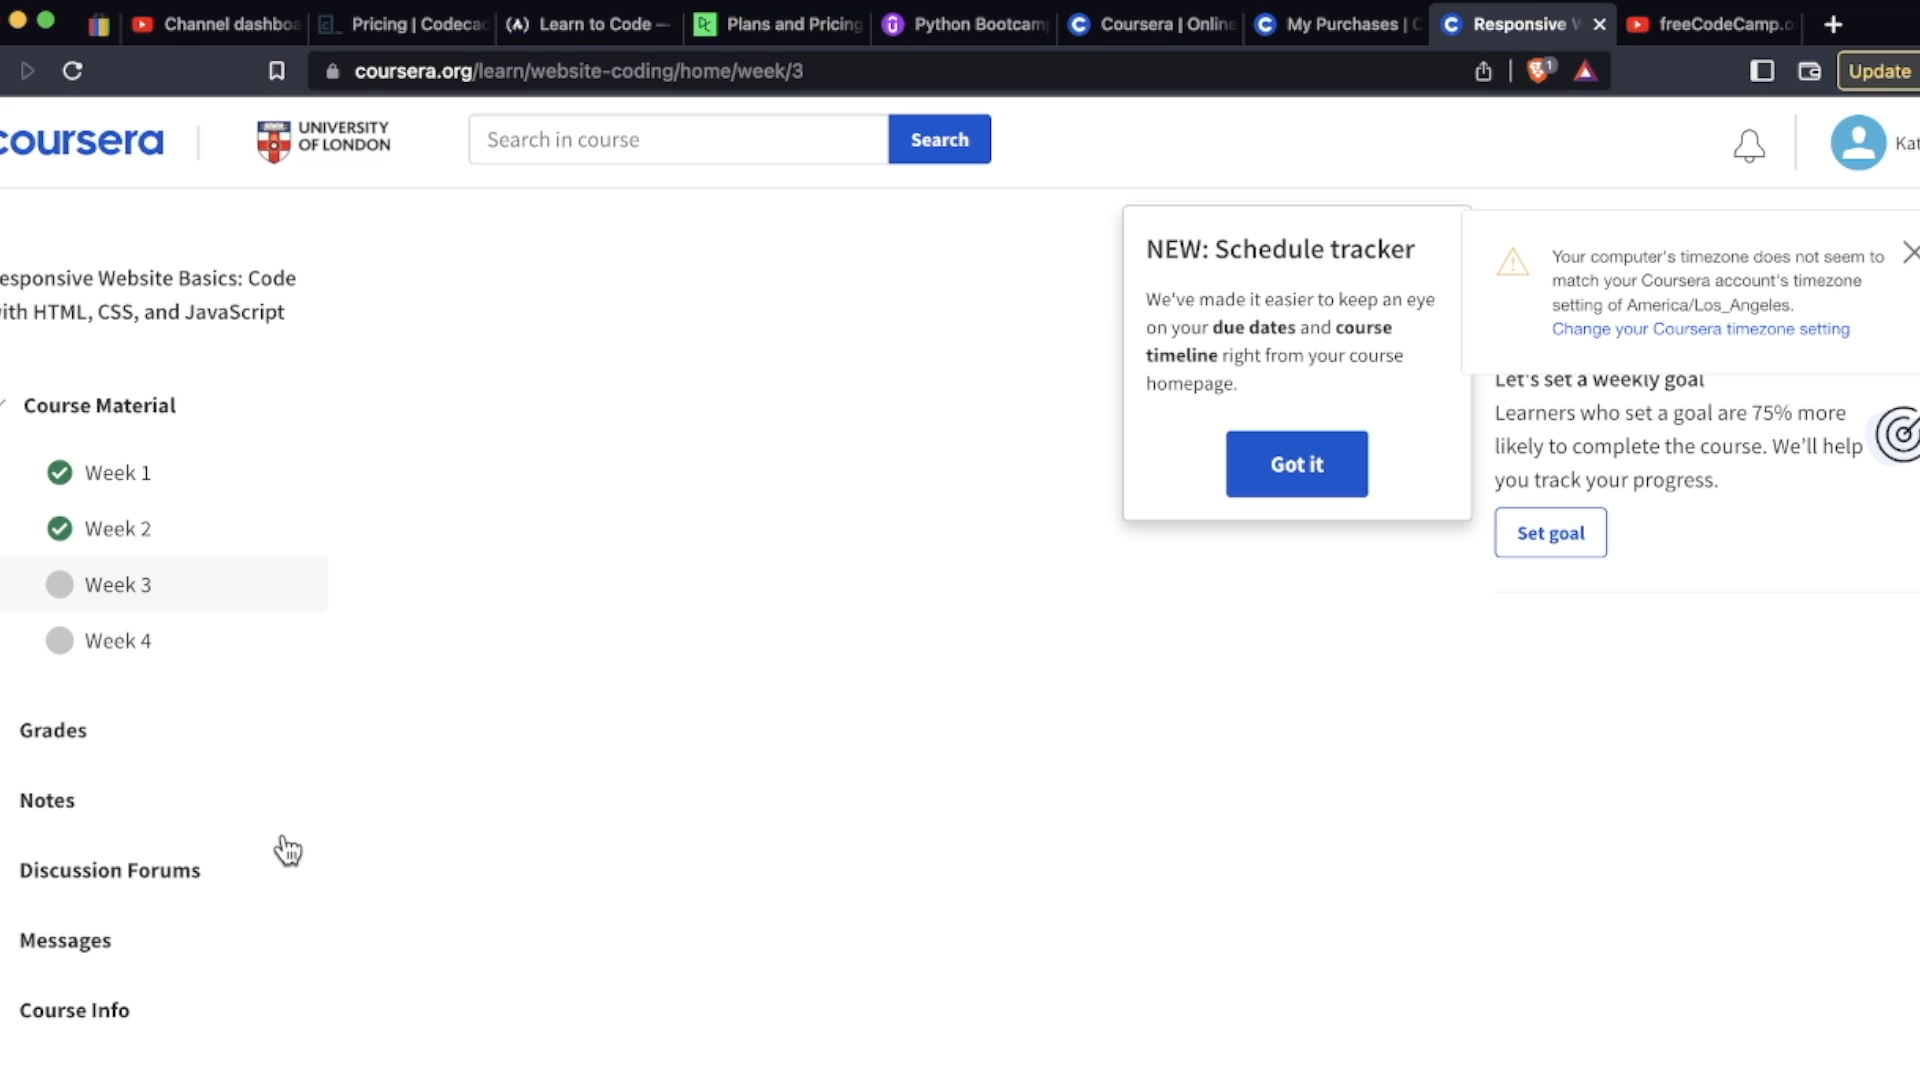 Channel dashboa
Pricing | Codecac
Learn to Code —
Plans and Pricing
Python Bootcam
Coursera | Online
My Purchases | C
Responsive W
freeCodeCamp.o
coursera.org/learn/website-coding/home/week/3
1
Update
coursera
UNIVERSITY
OF LONDON
Search in course
Search
Kat
esponsive Website Basics: Code
ith HTML, CSS, and JavaScript
Course Material
Week 1
Week 2
Week 3
Week 4
Grades
Notes
Discussion Forums
Messages
Course Info
NEW: Schedule tracker
We've made it easier to keep an eye
on your due dates and course
timeline right from your course
homepage.
Got it
Your computer's timezone does not seem to
match your Coursera account's timezone
setting of America/Los_Angeles.
Change your Coursera timezone setting
Let's set a weekly goal
Learners who set a goal are 75% more
likely to complete the course. We'll help
you track your progress.
Set goal